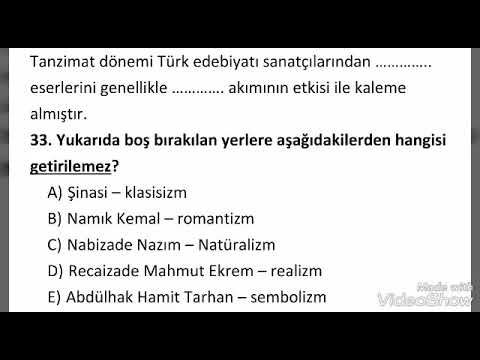 Tanzimat dönemi Türk edebiyatı sanatçılarından …………..
eserlerini genellikle …………. akımının etkisi ile kaleme
almıştır.
33. Yukarıda boş bırakılan yerlere aşağıdakilerden hangisi
getirilemez?
A) Şinasi – klasisizm
B) Namık Kemal – romantizm
C) Nabizade Nazım – Natüralizm
D) Recaizade Mahmut Ekrem – realizm
E) Abdülhak Hamit Tarhan – sembolizm
Made with
VideoShow